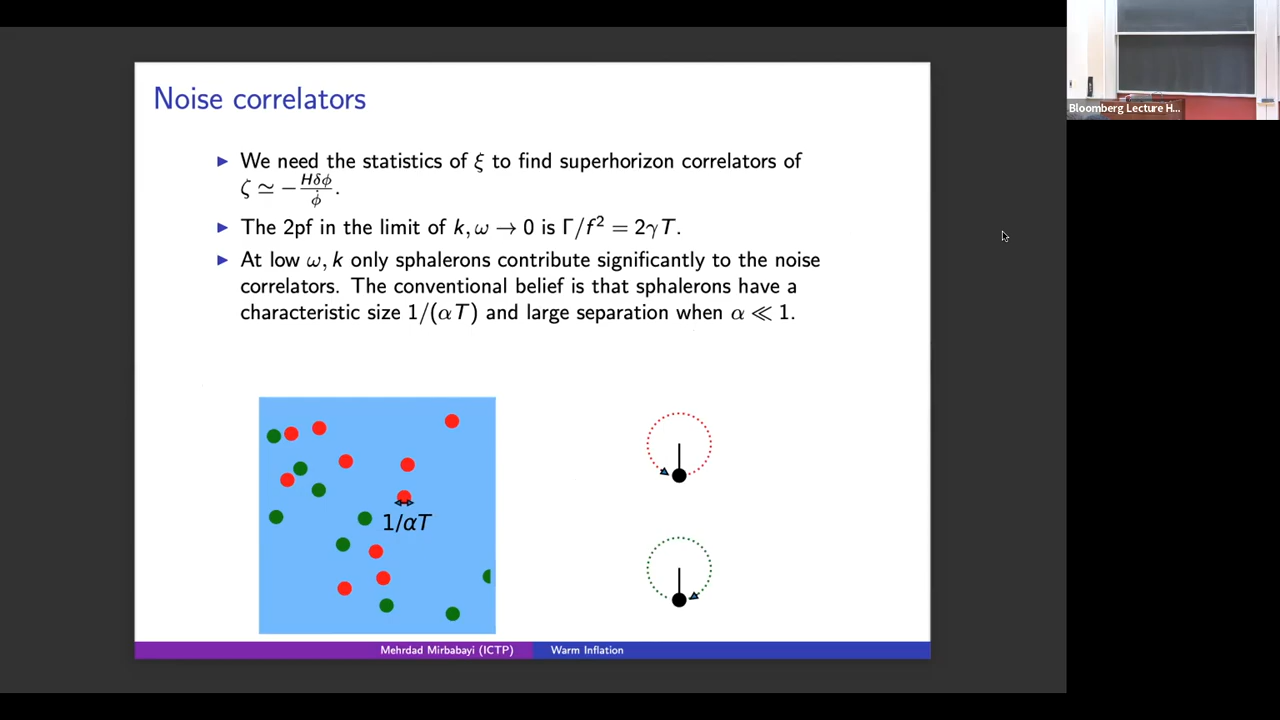 Noise correlators
▶ We need the statistics of ξ to find superhorizon correlators of
ζ ≃ −Hδϕ/ϕ̇.
▶ The 2pf in the limit of k, ω → 0 is Γ/f² = 2γT.
▶ At low ω, k only sphalerons contribute significantly to the noise
correlators. The conventional belief is that sphalerons have a
characteristic size 1/(αT) and large separation when α ≪ 1.
1/αT
Mehrdad Mirbabayi (ICTP) Warm Inflation
Bloomberg Lecture H...